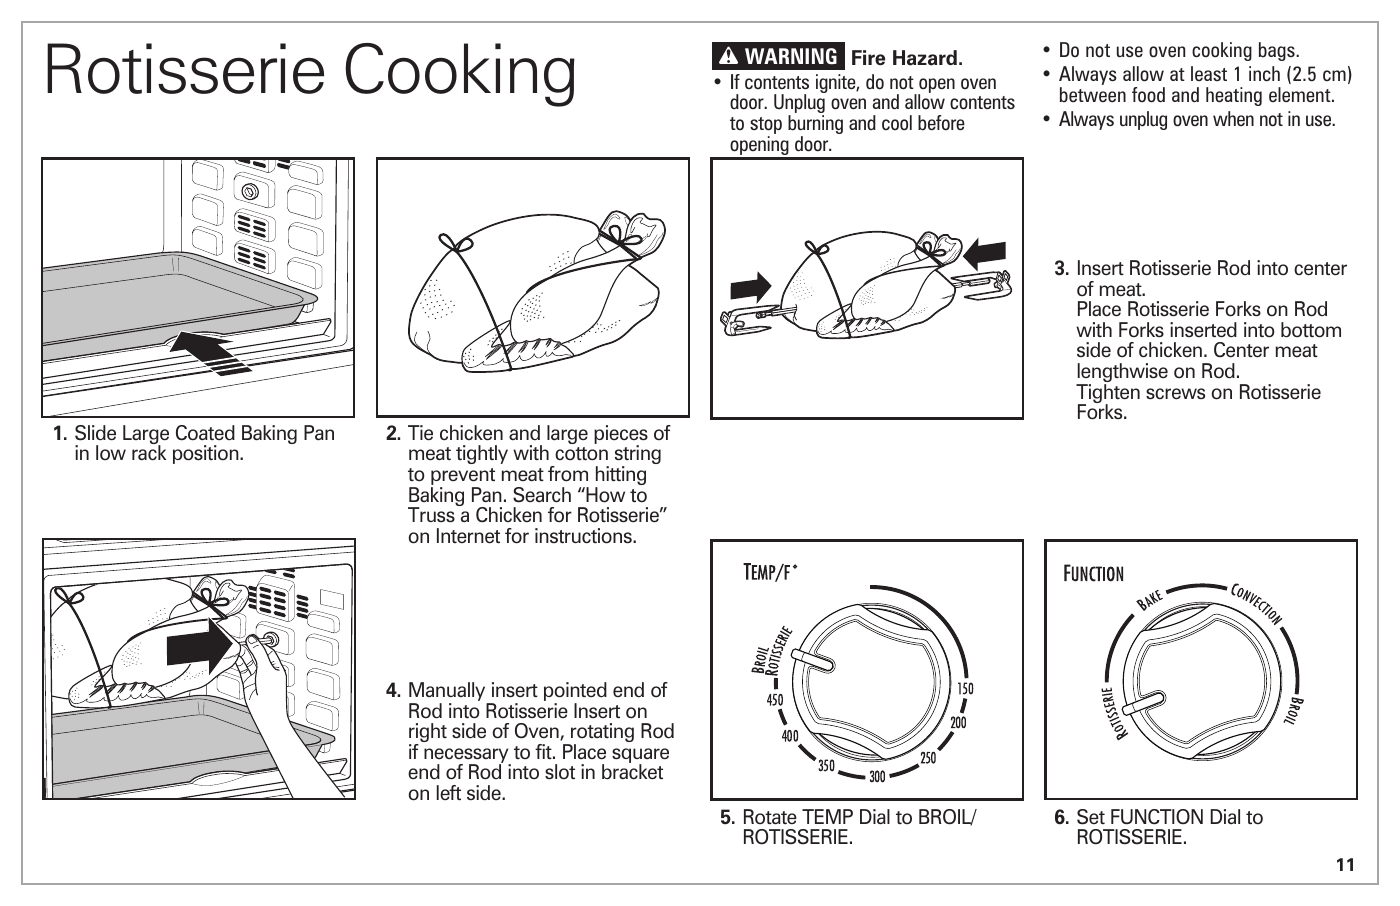 Rotisserie Cooking
⚠ WARNING Fire Hazard.
• If contents ignite, do not open oven
door. Unplug oven and allow contents
to stop burning and cool before
opening door.
• Do not use oven cooking bags.
• Always allow at least 1 inch (2.5 cm)
between food and heating element.
• Always unplug oven when not in use.
1. Slide Large Coated Baking Pan
in low rack position.
2. Tie chicken and large pieces of
meat tightly with cotton string
to prevent meat from hitting
Baking Pan. Search “How to
Truss a Chicken for Rotisserie”
on Internet for instructions.
3. Insert Rotisserie Rod into center
of meat.
Place Rotisserie Forks on Rod
with Forks inserted into bottom
side of chicken. Center meat
lengthwise on Rod.
Tighten screws on Rotisserie
Forks.
4. Manually insert pointed end of
Rod into Rotisserie Insert on
right side of Oven, rotating Rod
if necessary to fit. Place square
end of Rod into slot in bracket
on left side.
TEMP/F°
BROIL
ROTISSERIE
450
400
350
300
250
200
150
5. Rotate TEMP Dial to BROIL/
ROTISSERIE.
FUNCTION
ROTISSERIE
BAKE
CONVECTION
BROIL
6. Set FUNCTION Dial to
ROTISSERIE.
11